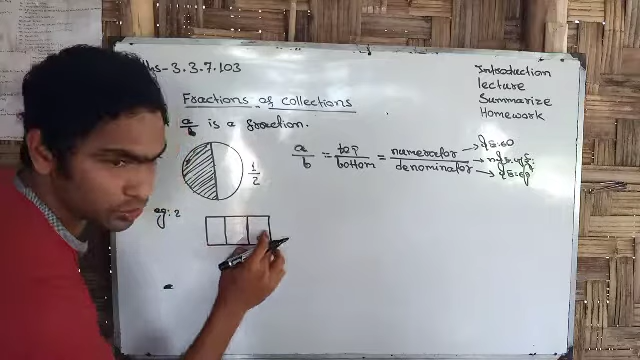 s-3.3.7.103
Fractions of collections
a/b is a fraction.
1/2
a/b = top/bottom = numerator/denominator
eg: 2
Introduction
lecture
Summarize
Homework